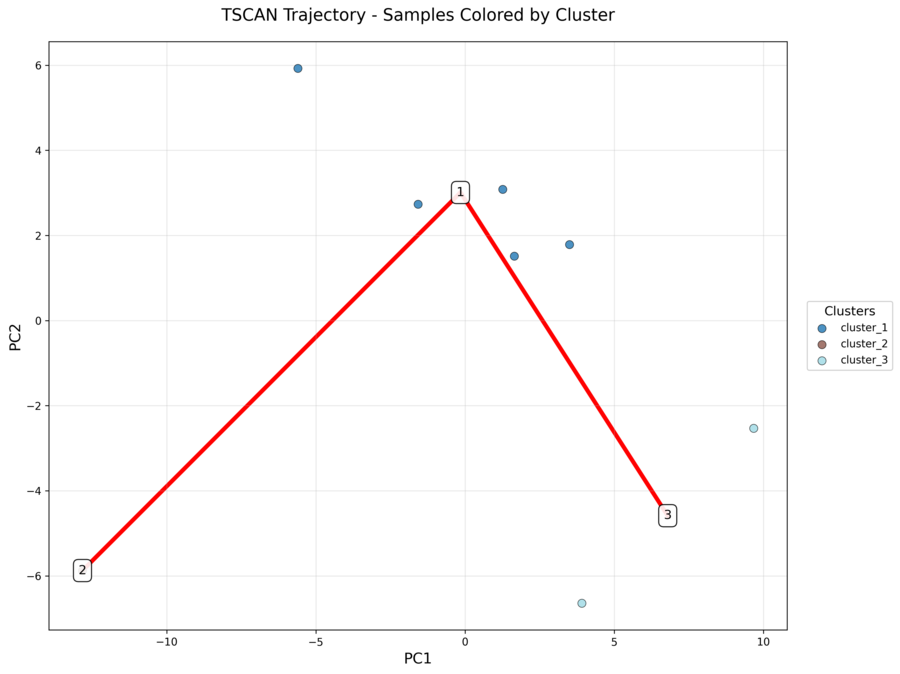 TSCAN Trajectory - Samples Colored by Cluster
6
4
2
0
−2
−4
−6
PC2
1
2
3
−10
−5
0
5
10
PC1
Clusters
cluster_1
cluster_2
cluster_3